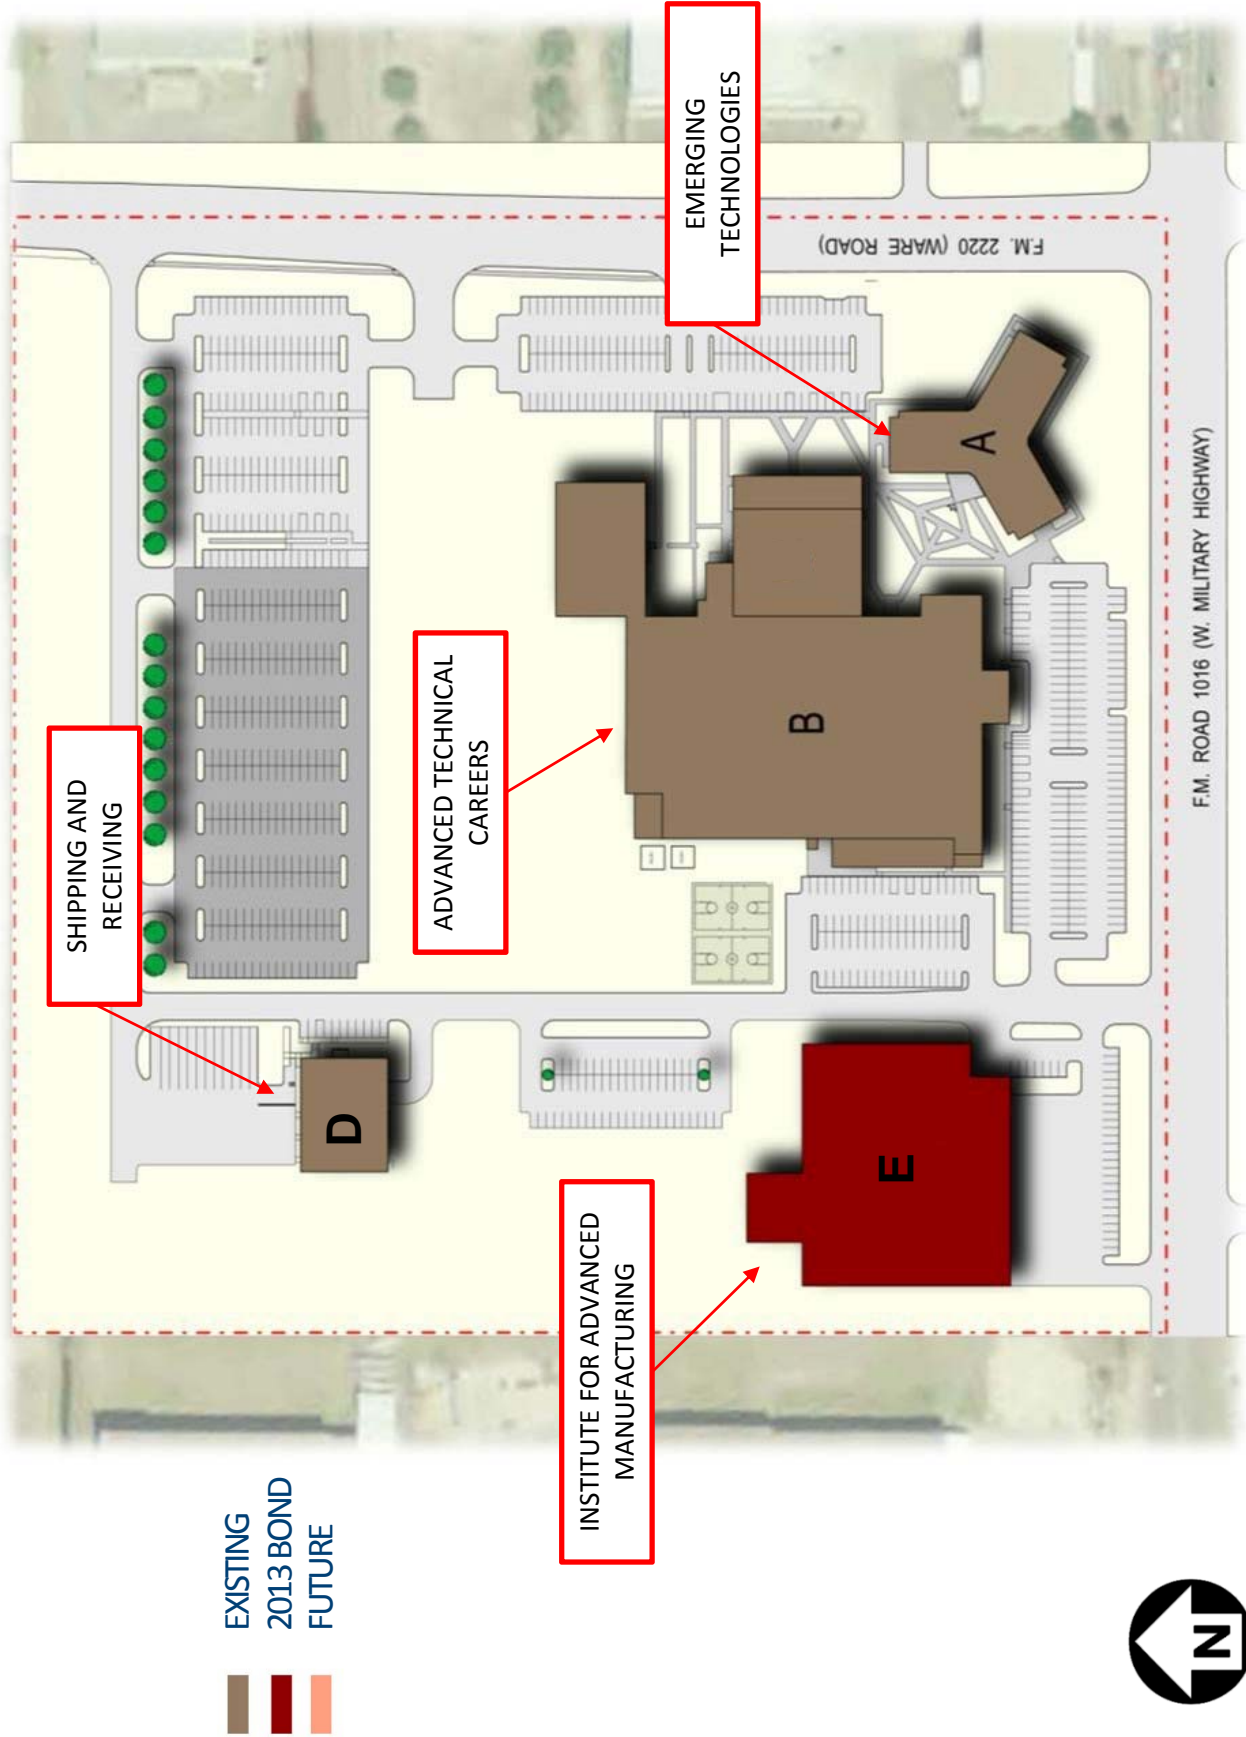 SHIPPING AND
RECEIVING
EMERGING
TECHNOLOGIES
ADVANCED TECHNICAL
CAREERS
INSTITUTE FOR ADVANCED
MANUFACTURING
A
B
D
E
F.M. 2220 (WARE ROAD)
F.M. ROAD 1016 (W. MILITARY HIGHWAY)
EXISTING
2013 BOND
FUTURE
N